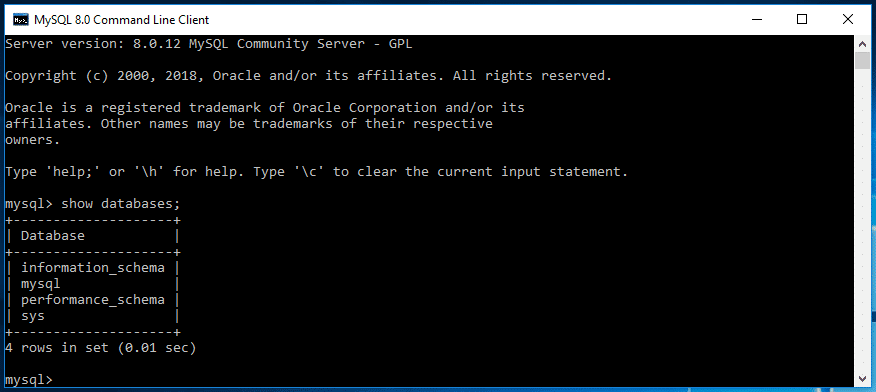 MySQL 8.0 Command Line Client
Server version: 8.0.12 MySQL Community Server - GPL
Copyright (c) 2000, 2018, Oracle and/or its affiliates. All rights reserved.
Oracle is a registered trademark of Oracle Corporation and/or its
affiliates. Other names may be trademarks of their respective
owners.
Type 'help;' or '\h' for help. Type '\c' to clear the current input statement.
mysql> show databases;
+--------------------+
| Database           |
+--------------------+
| information_schema |
| mysql              |
| performance_schema |
| sys                |
+--------------------+
4 rows in set (0.01 sec)
mysql>